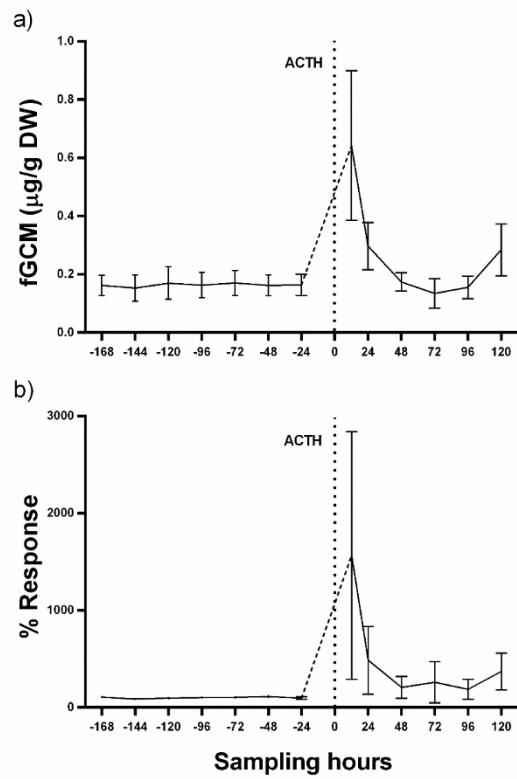 a)
fGCM (µg/g DW)
1.0
0.8
0.6
0.4
0.2
0.0
ACTH
-168 -144 -120 -96 -72 -48 -24 0 24 48 72 96 120
b)
% Response
3000
2000
1000
0
ACTH
-168 -144 -120 -96 -72 -48 -24 0 24 48 72 96 120
Sampling hours